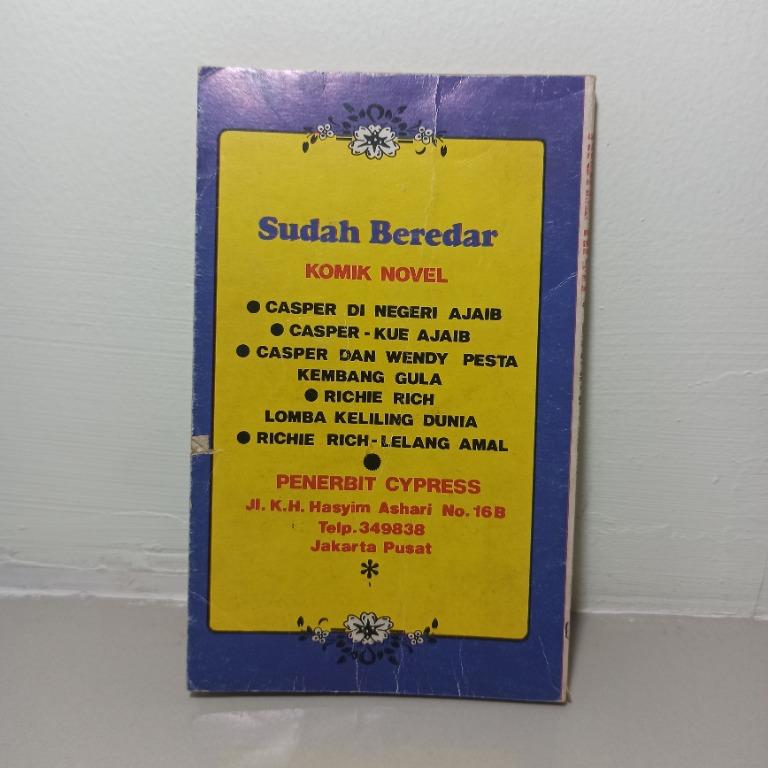 Sudah Beredar
KOMIK NOVEL
● CASPER DI NEGERI AJAIB
● CASPER - KUE AJAIB
● CASPER DAN WENDY PESTA
KEMBANG GULA
● RICHIE RICH
LOMBA KELILING DUNIA
● RICHIE RICH - LELANG AMAL
PENERBIT CYPRESS
Jl. K.H. Hasyim Ashari No. 16B
Telp. 349838
Jakarta Pusat
*